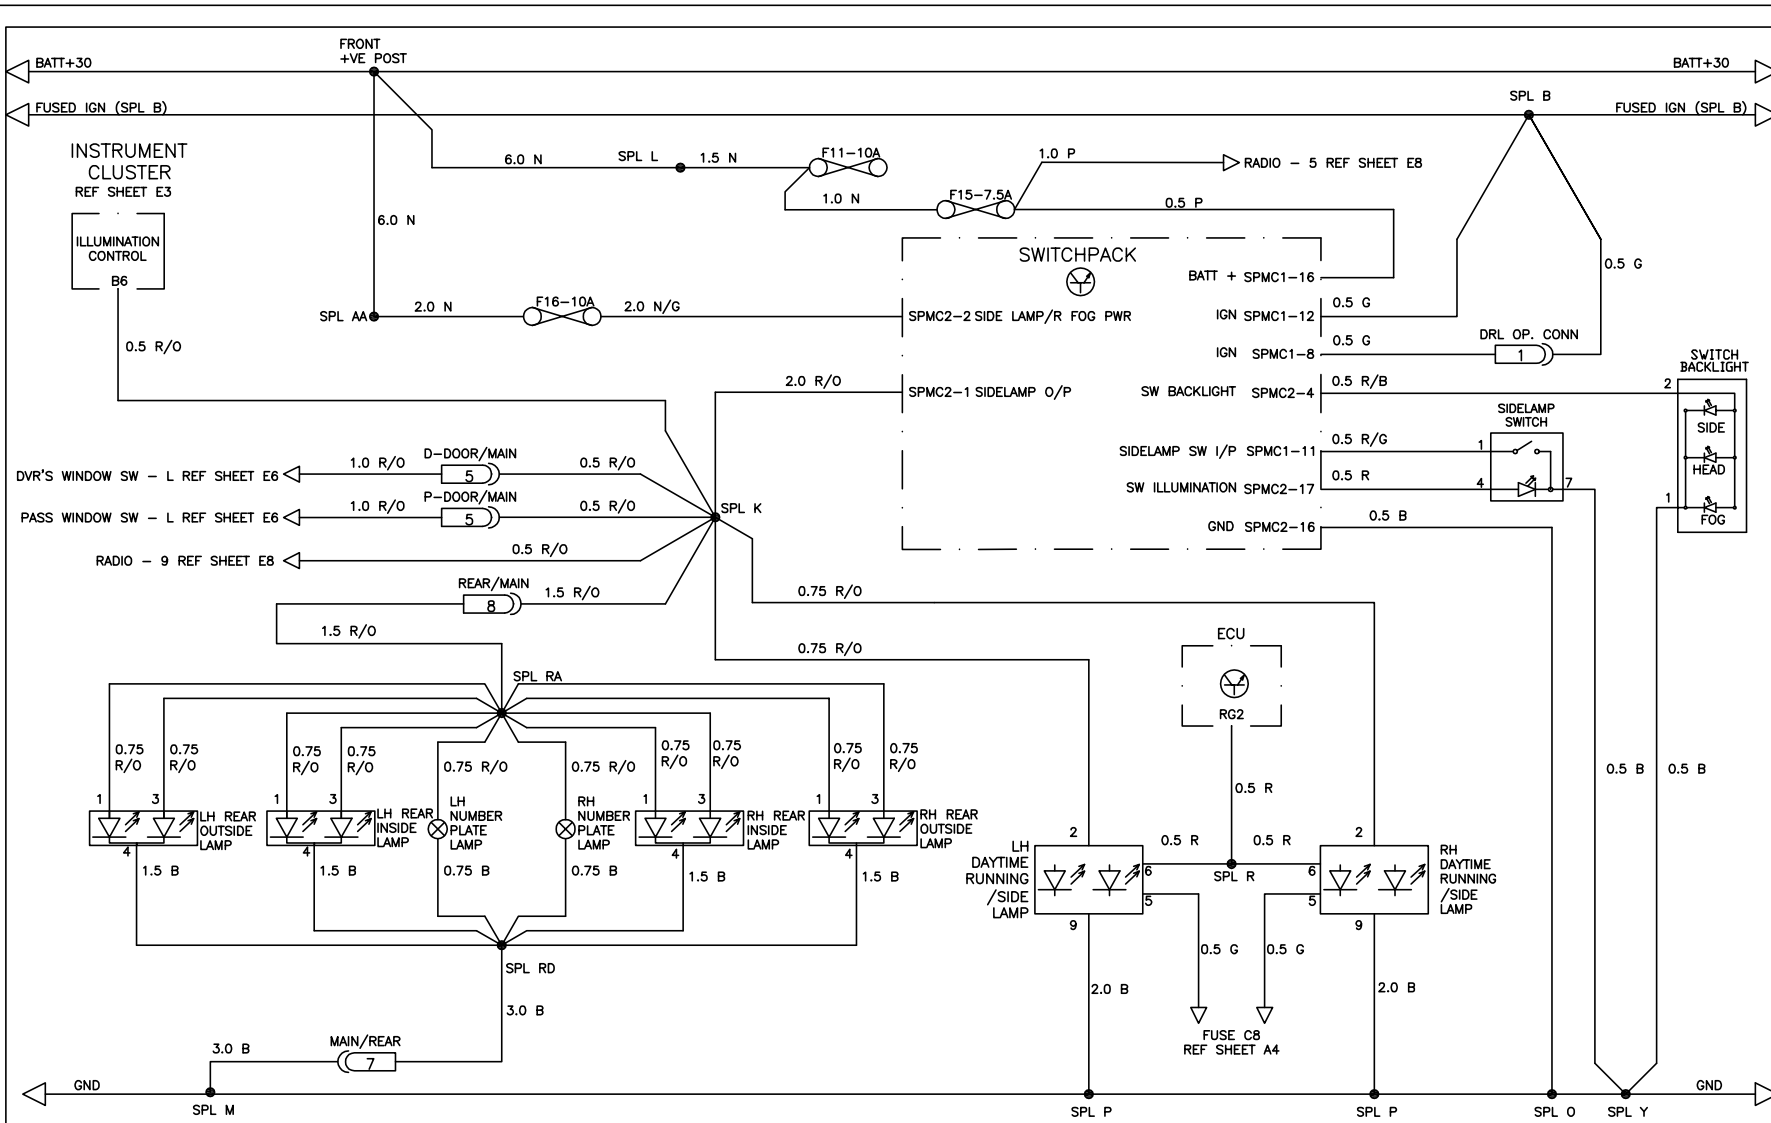 FRONT
+VE POST
BATT+30
BATT+30
FUSED IGN (SPL B)
SPL B
FUSED IGN (SPL B)
INSTRUMENT
CLUSTER
REF SHEET E3
ILLUMINATION
CONTROL
B6
0.5 R/O
6.0 N
SPL L
1.5 N
F11-10A
1.0 P
RADIO - 5 REF SHEET E8
1.0 N
F15-7.5A
0.5 P
6.0 N
SPL AA
2.0 N
F16-10A
2.0 N/G
SWITCHPACK
BATT + SPMC1-16
SPMC2-2 SIDE LAMP/R FOG PWR
IGN SPMC1-12
0.5 G
0.5 G
IGN SPMC1-8
0.5 G
DRL OP. CONN
1
2.0 R/O
SPMC2-1 SIDELAMP O/P
SW BACKLIGHT SPMC2-4
0.5 R/B
SWITCH
BACKLIGHT
2
SIDE
HEAD
FOG
1
SIDELAMP
SWITCH
SIDELAMP SW I/P SPMC1-11
0.5 R/G
1
SW ILLUMINATION SPMC2-17
0.5 R
4
7
GND SPMC2-16
0.5 B
DVR'S WINDOW SW - L REF SHEET E6
1.0 R/O
D-DOOR/MAIN
5
0.5 R/O
PASS WINDOW SW - L REF SHEET E6
1.0 R/O
P-DOOR/MAIN
5
0.5 R/O
SPL K
RADIO - 9 REF SHEET E8
0.5 R/O
REAR/MAIN
8
1.5 R/O
1.5 R/O
0.75 R/O
0.75 R/O
SPL RA
0.75
R/O
0.75
R/O
0.75
R/O
0.75
R/O
0.75 R/O
0.75 R/O
0.75
R/O
0.75
R/O
0.75
R/O
0.75
R/O
1
3
1
3
1
3
1
3
LH REAR
OUTSIDE
LAMP
LH REAR
INSIDE
LAMP
LH
NUMBER
PLATE
LAMP
RH
NUMBER
PLATE
LAMP
RH REAR
INSIDE
LAMP
RH REAR
OUTSIDE
LAMP
4
4
4
4
1.5 B
1.5 B
0.75 B
0.75 B
1.5 B
1.5 B
SPL RD
3.0 B
MAIN/REAR
7
3.0 B
ECU
RG2
0.5 R
0.5 R
0.5 R
SPL R
2
LH
DAYTIME
RUNNING
/SIDE
LAMP
6
5
9
2
6
5
9
RH
DAYTIME
RUNNING
/SIDE
LAMP
0.5 G
0.5 G
FUSE C8
REF SHEET A4
2.0 B
2.0 B
0.5 B
0.5 B
GND
GND
SPL M
SPL P
SPL P
SPL O
SPL Y